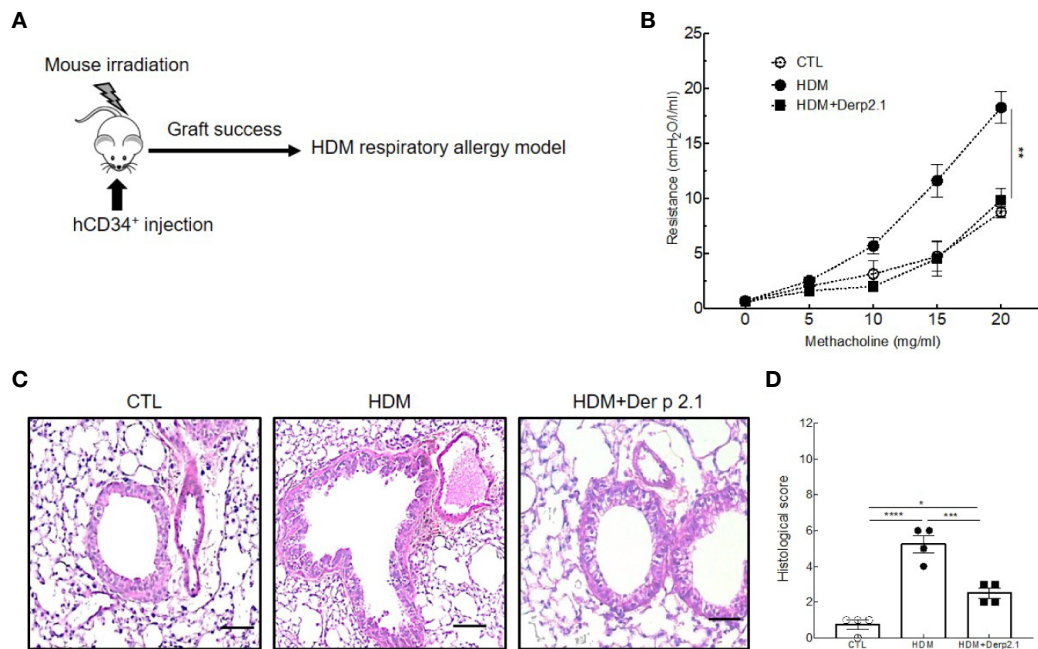 A
Mouse irradiation
Graft success
HDM respiratory allergy model
hCD34+ injection
B
25
20
15
10
5
0
Resistance (cmH2O/l/ml)
CTL
HDM
HDM+Derp2.1
**
0 5 10 15 20
Methacholine (mg/ml)
C
CTL HDM HDM+Der p 2.1
D
12
10
8
6
4
2
0
Histological score
*
**** ***
CTL HDM HDM+Derp2.1